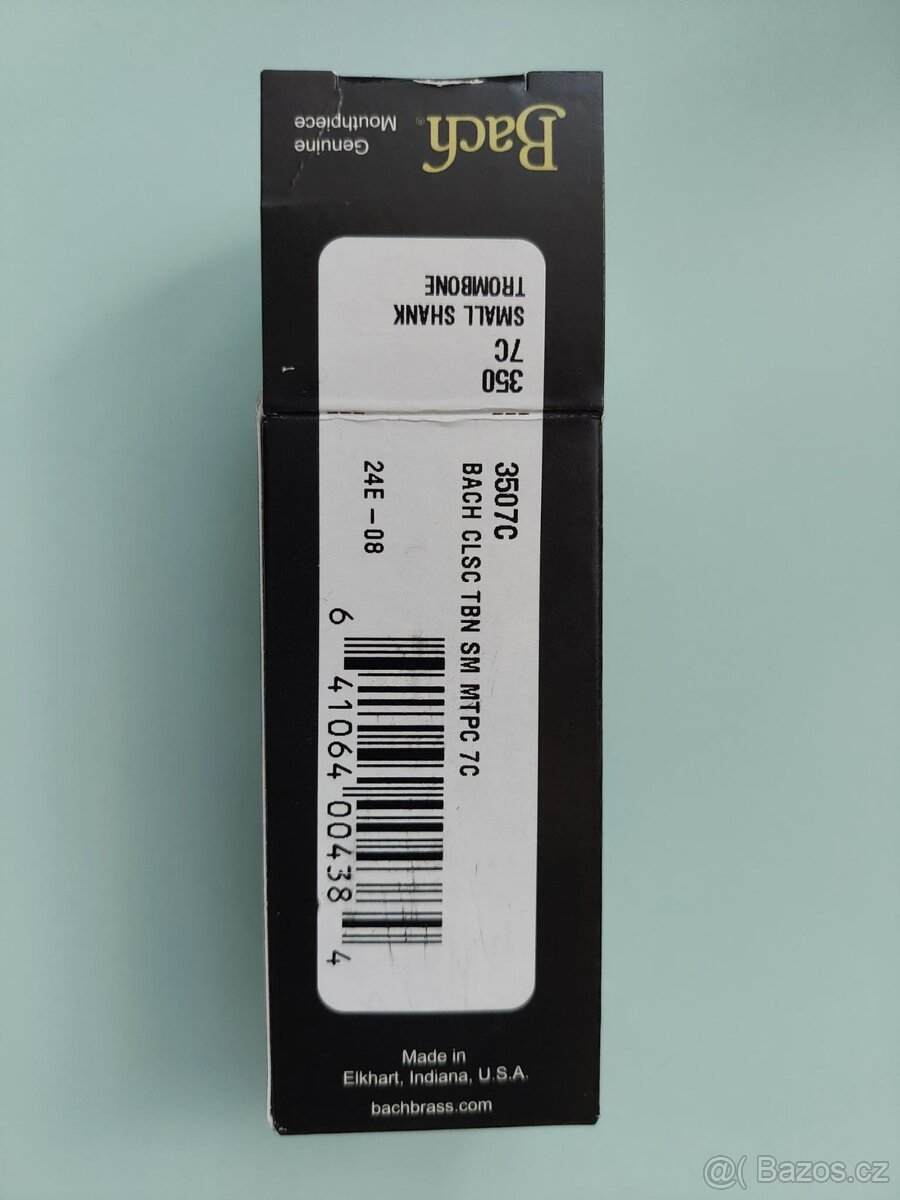 Bach®
Genuine
Mouthpiece
350
7C
SMALL SHANK
TROMBONE
3507C
BACH CLSC TBN SM MTPC 7C
24E -08
6 41064 00438 4
Made in
Elkhart, Indiana, U.S.A.
bachbrass.com
@( Bazos.cz